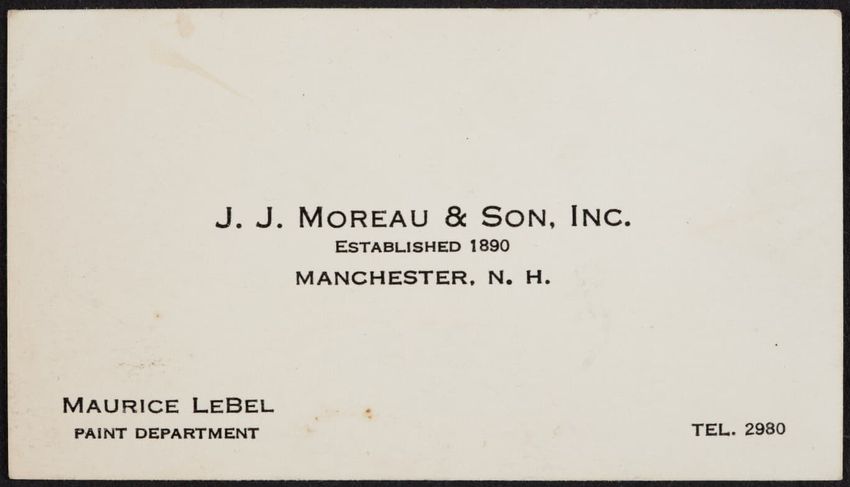 J. J. Moreau & Son, Inc.
Established 1890
MANCHESTER, N. H.
Maurice LeBel
PAINT DEPARTMENT
TEL. 2980